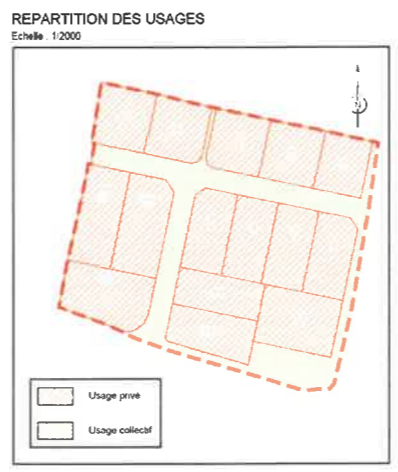 REPARTITION DES USAGES
Echelle . 1/2000
Usage privé
Usage collectif